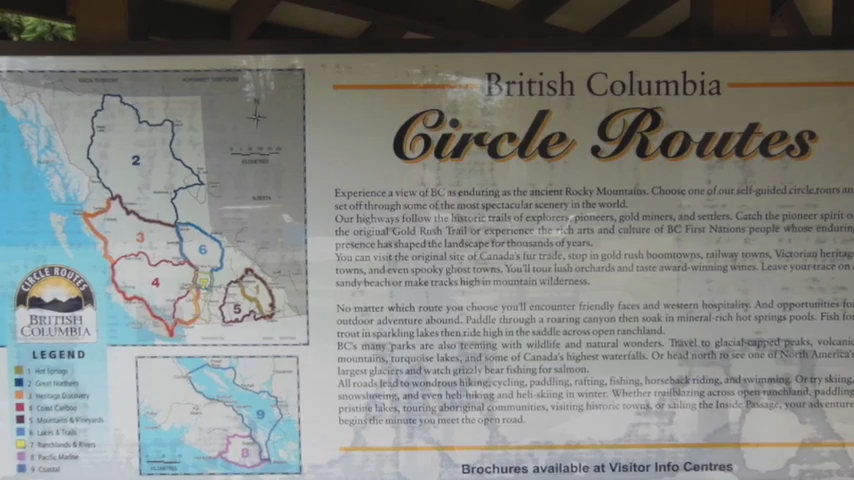 British Columbia
Circle Routes
Experience a view of BC as enduring as the ancient Rocky Mountains. Choose one of our self-guided circle tours an
set off through some of the most spectacular scenery in the world.
Our highways follow the historic trails of explorers, pioneers, gold miners, and settlers. Catch the pioneer spirit o
the original Gold Rush Trail or experience the rich arts and culture of BC First Nations people whose enduring
presence has shaped the landscape for thousands of years.
You can visit the original site of Canada's fur trade, stop in gold rush boomtowns, railway towns, Victorian heritage
towns, and even spooky ghost towns. You'll tour lush orchards and taste award-winning wines. Leave your trace on a
sandy beach or make tracks high in mountain wilderness.
No matter which route you choose you'll encounter friendly faces and western hospitality. And opportunities for
outdoor adventure abound. Paddle through a roaring canyon then soak in mineral-rich hot springs pools. Fish for
trout in sparkling lakes then ride high in the saddle across open ranchland.
BC's many parks are also teeming with wildlife and natural wonders. Travel to glacial-capped peaks, volcanic
mountains, turquoise lakes, and some of Canada's highest waterfalls. Or head north to see one of North America's
largest glaciers and watch grizzly bear fishing for salmon.
All roads lead to wondrous hiking, cycling, paddling, rafting, fishing, horseback riding, and swimming. Or try skiing,
snowshoeing, and even heli-hiking and heli-skiing in winter. Whether trailblazing across open ranchland, paddling
pristine lakes, touring aboriginal communities, visiting historic towns, or sailing the Inside Passage, your adventure
begins the minute you meet the open road.
Brochures available at Visitor Info Centres
N
2
3
6
4
5
CIRCLE ROUTES
BRITISH
COLUMBIA
LEGEND
1 Hot Springs
2 Great Northern
3 Heritage Discovery
4 Coast Cariboo
5 Mountains & Vineyards
6 Lakes & Trails
7 Ranchlands & Rivers
8 Pacific Marine
9 Coastal
9
8